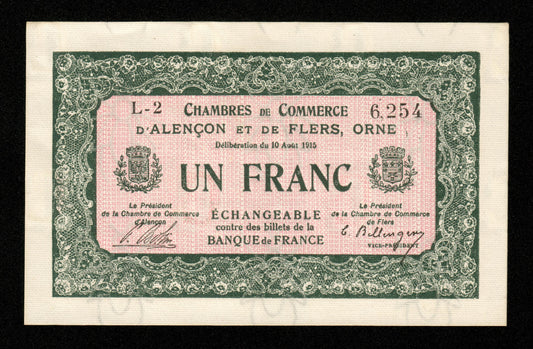 L-2 CHAMBRES DE COMMERCE 6,254
D'ALENÇON ET DE FLERS, ORNE
Délibération du 10 Août 1915
UN FRANC
Le Président
de la Chambre de Commerce
d'Alençon
Le Président
de la Chambre de Commerce
de Flers
VICE-PRÉSIDENT
ÉCHANGEABLE
contre des billets de la
BANQUE de FRANCE